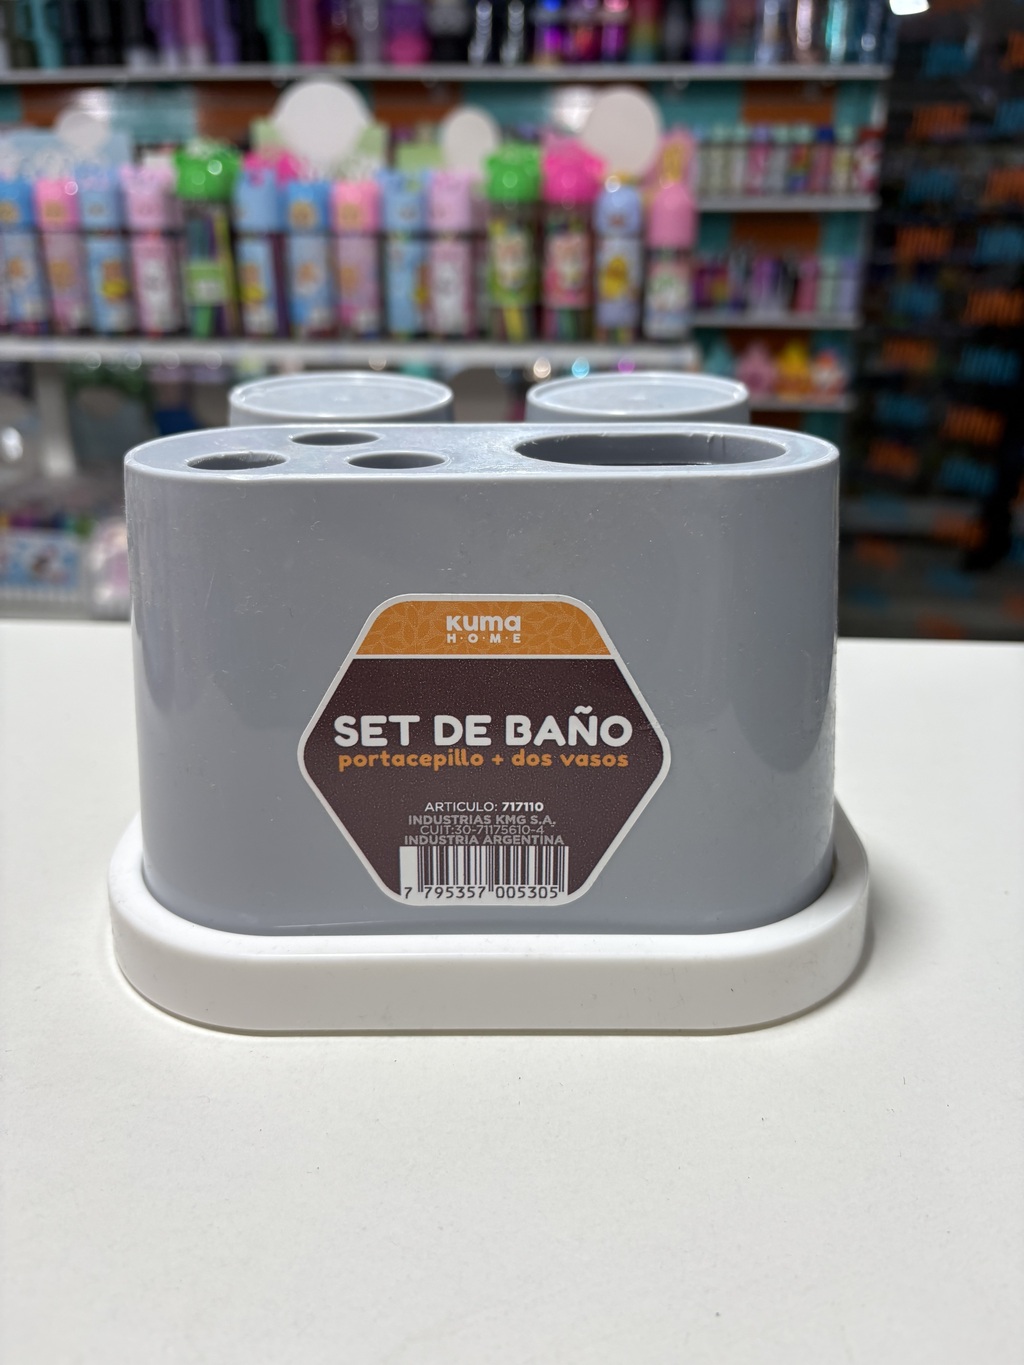 Kuma
H·O·M·E
SET DE BAÑO
portacepillo + dos vasos
ARTICULO: 717110
INDUSTRIAS KMG S.A.
CUIT:30-71175610-4
INDUSTRIA ARGENTINA
7 795357 005305